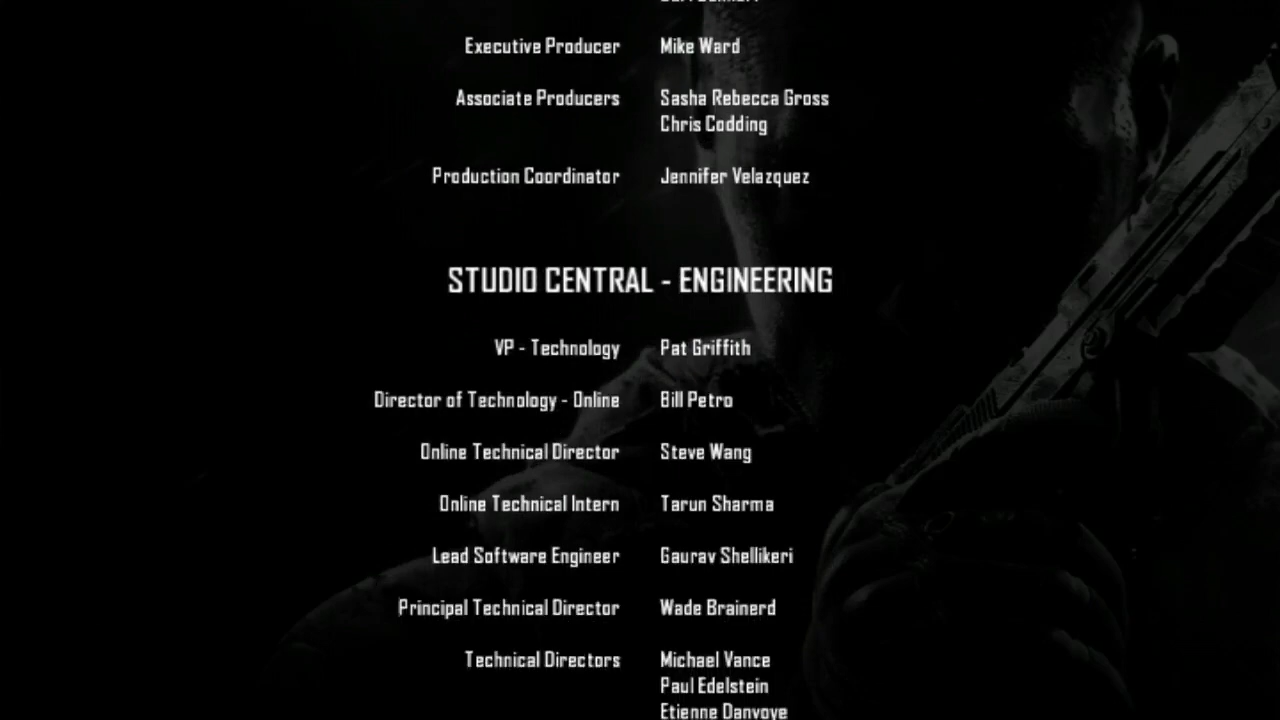 Executive Producer Mike Ward
Associate Producers Sasha Rebecca Gross
Chris Codding
Production Coordinator Jennifer Velazquez
STUDIO CENTRAL - ENGINEERING
VP - Technology Pat Griffith
Director of Technology - Online Bill Petro
Online Technical Director Steve Wang
Online Technical Intern Tarun Sharma
Lead Software Engineer Gaurav Shellikeri
Principal Technical Director Wade Brainerd
Technical Directors Michael Vance
Paul Edelstein
Etienne Danvoye